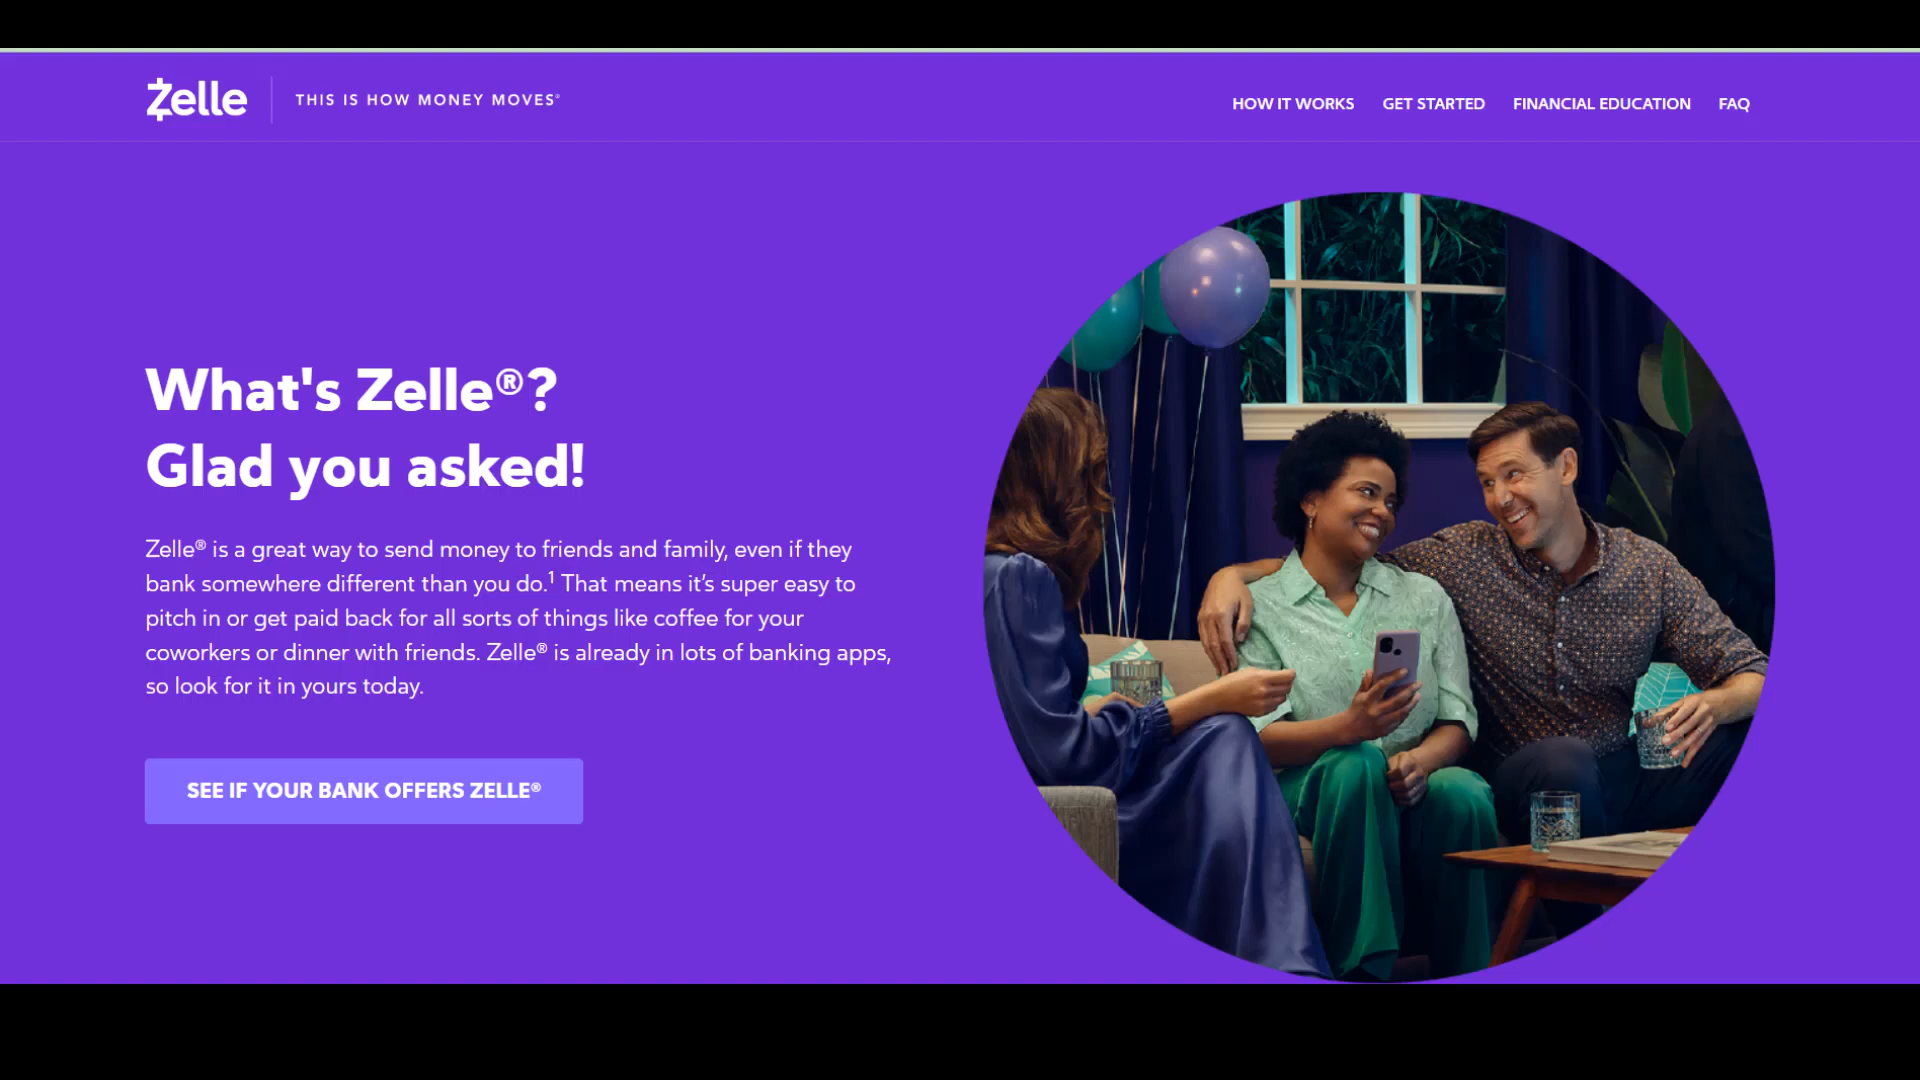 Zelle
THIS IS HOW MONEY MOVES®
HOW IT WORKS
GET STARTED
FINANCIAL EDUCATION
FAQ
What's Zelle®?
Glad you asked!
Zelle® is a great way to send money to friends and family, even if they
bank somewhere different than you do.¹ That means it’s super easy to
pitch in or get paid back for all sorts of things like coffee for your
coworkers or dinner with friends. Zelle® is already in lots of banking apps,
so look for it in yours today.
SEE IF YOUR BANK OFFERS ZELLE®